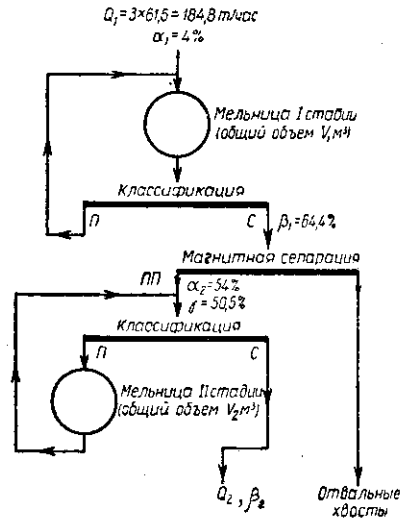 Q₁=3×61,5=184,8 т/час
α₁=4%
Мельница I стадии
(общий объем V₁м³)
Классификация
П
С
β₁=64,4%
Магнитная сепарация
ПП
α₂=54%
γ=50,5%
Классификация
П
С
Мельница II стадии
(общий объем V₂м³)
Q₂, β₂
Отвальные
хвосты